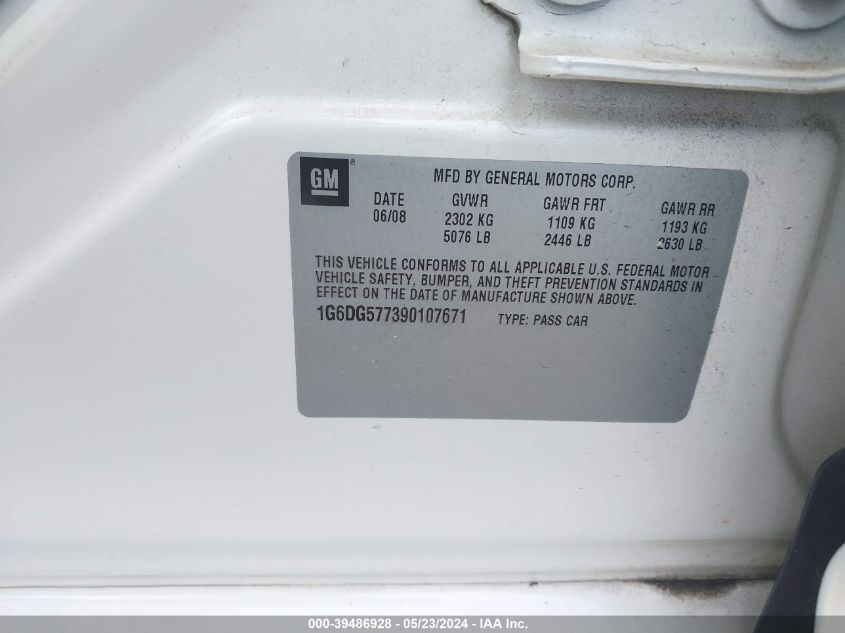 GM®
MFD BY GENERAL MOTORS CORP.
DATE GVWR GAWR FRT GAWR RR
06/08 2302 KG 1109 KG 1193 KG
5076 LB 2446 LB 2630 LB
THIS VEHICLE CONFORMS TO ALL APPLICABLE U.S. FEDERAL MOTOR
VEHICLE SAFETY, BUMPER, AND THEFT PREVENTION STANDARDS IN
EFFECT ON THE DATE OF MANUFACTURE SHOWN ABOVE.
1G6DG577390107671 TYPE: PASS CAR
000-39486928 - 05/23/2024 - IAA Inc.